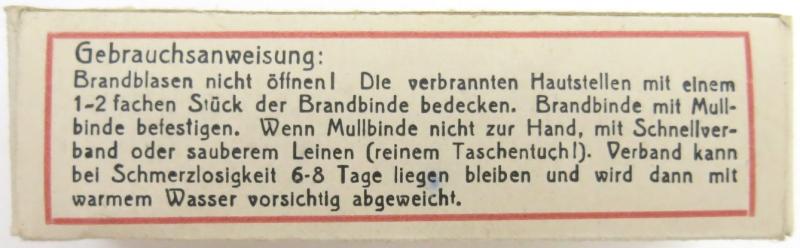 Gebrauchsanweisung:
Brandblasen nicht öffnen! Die verbrannten Hautstellen mit einem
1-2 fachen Stück der Brandbinde bedecken. Brandbinde mit Mull-
binde befestigen. Wenn Mullbinde nicht zur Hand, mit Schnellver-
band oder sauberem Leinen (reinem Taschentuch!). Verband kann
bei Schmerzlosigkeit 6-8 Tage liegen bleiben und wird dann mit
warmem Wasser vorsichtig abgeweicht.